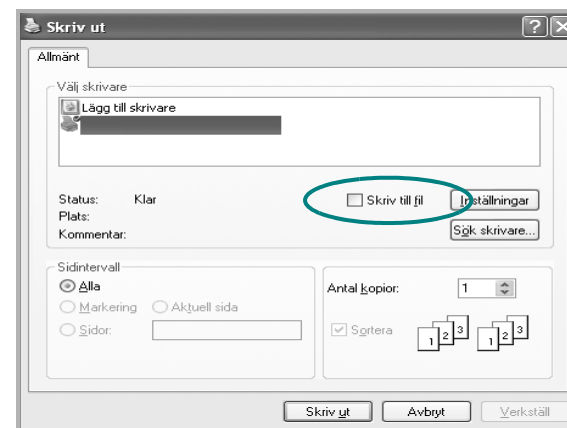 Skriv ut
Allmänt
Välj skrivare
Lägg till skrivare
Status: Klar
Plats:
Kommentar:
Skriv till fil
Inställningar
Sök skrivare...
Sidintervall
Alla
Markering Aktuell sida
Sidor:
Antal kopior: 1
Sortera
1 2 3 1 2 3
Skriv ut Avbryt Verkställ